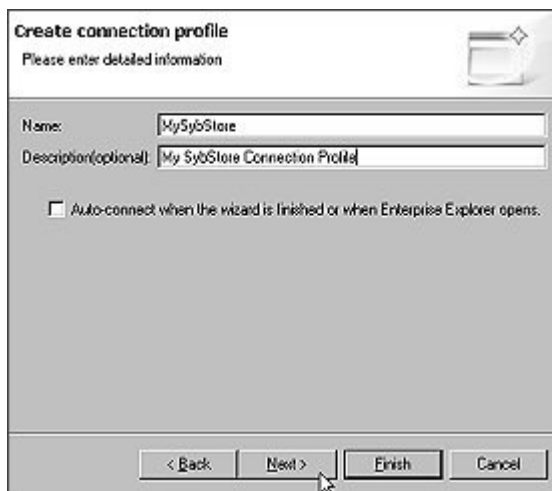 Create connection profile
Please enter detailed information
Name: MySybStore
Description(optional): My SybStore Connection Profile
Auto-connect when the wizard is finished or when Enterprise Explorer opens.
< Back Next > Finish Cancel